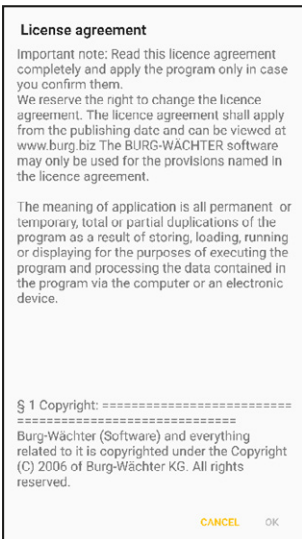 License agreement
Important note: Read this licence agreement
completely and apply the program only in case
you confirm them.
We reserve the right to change the licence
agreement. The licence agreement shall apply
from the publishing date and can be viewed at
www.burg.biz The BURG-WÄCHTER software
may only be used for the provisions named in
the licence agreement.
The meaning of application is all permanent or
temporary, total or partial duplications of the
program as a result of storing, loading, running
or displaying for the purposes of executing the
program and processing the data contained in
the program via the computer or an electronic
device.
§ 1 Copyright: ==========================
==============================
Burg-Wächter (Software) and everything
related to it is copyrighted under the Copyright
(C) 2006 of Burg-Wächter KG. All rights
reserved.
CANCEL OK